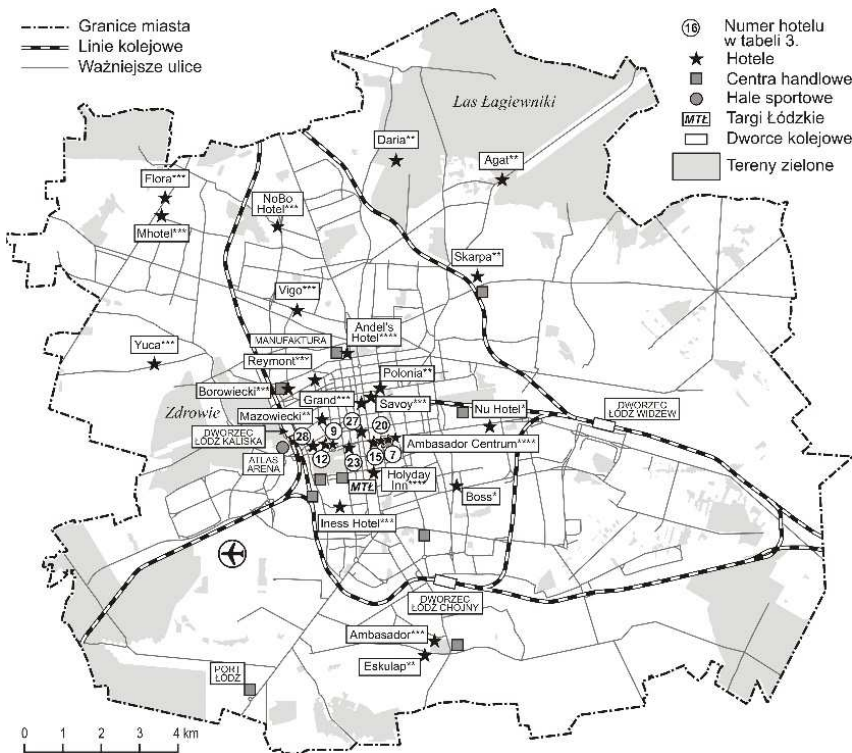 Granice miasta
Linie kolejowe
Ważniejsze ulice
16
Numer hotelu
w tabeli 3.
Hotele
Centra handlowe
Hale sportowe
MTŁ
Targi Łódzkie
Dworce kolejowe
Tereny zielone
Las Łagiewniki
Daria**
Agat**
Flora***
Mhotel***
NoBo
Hotel***
Skarpa**
Vigo***
Yuca***
MANUFAKTURA
Andel's
Hotel****
Reymont***
Borowiecki***
Polonia**
Grand***
Savoy***
Nu Hotel*
DWORZEC
ŁÓDŹ WIDZEW
Zdrowie
Mazowiecki**
27
20
DWORZEC
ŁÓDŹ KALISKA
28
9
Ambasador Centrum****
ATLAS
ARENA
12
23
15
7
MTŁ
Holyday
Inn****
Boss*
Iness Hotel***
DWORZEC
ŁÓDŹ CHOJNY
Ambasador***
Eskulap**
PORT
ŁÓDŹ
0 1 2 3 4 km